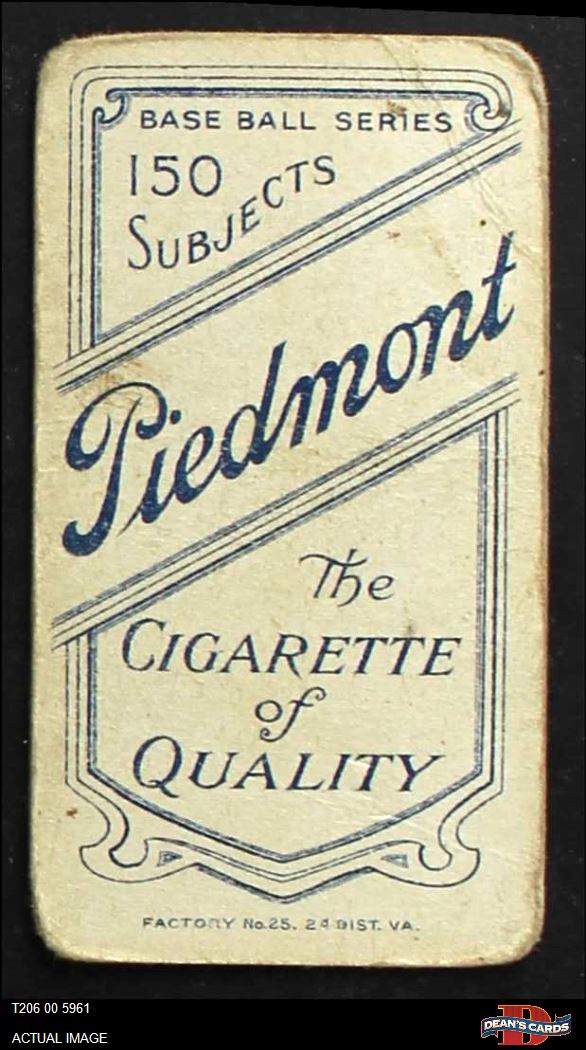 BASE BALL SERIES
150
SUBJECTS
Piedmont
The
CIGARETTE
of
QUALITY
FACTORY No. 25. 2d DIST. VA.
T206 00 5961
ACTUAL IMAGE
D
DEAN'S CARDS